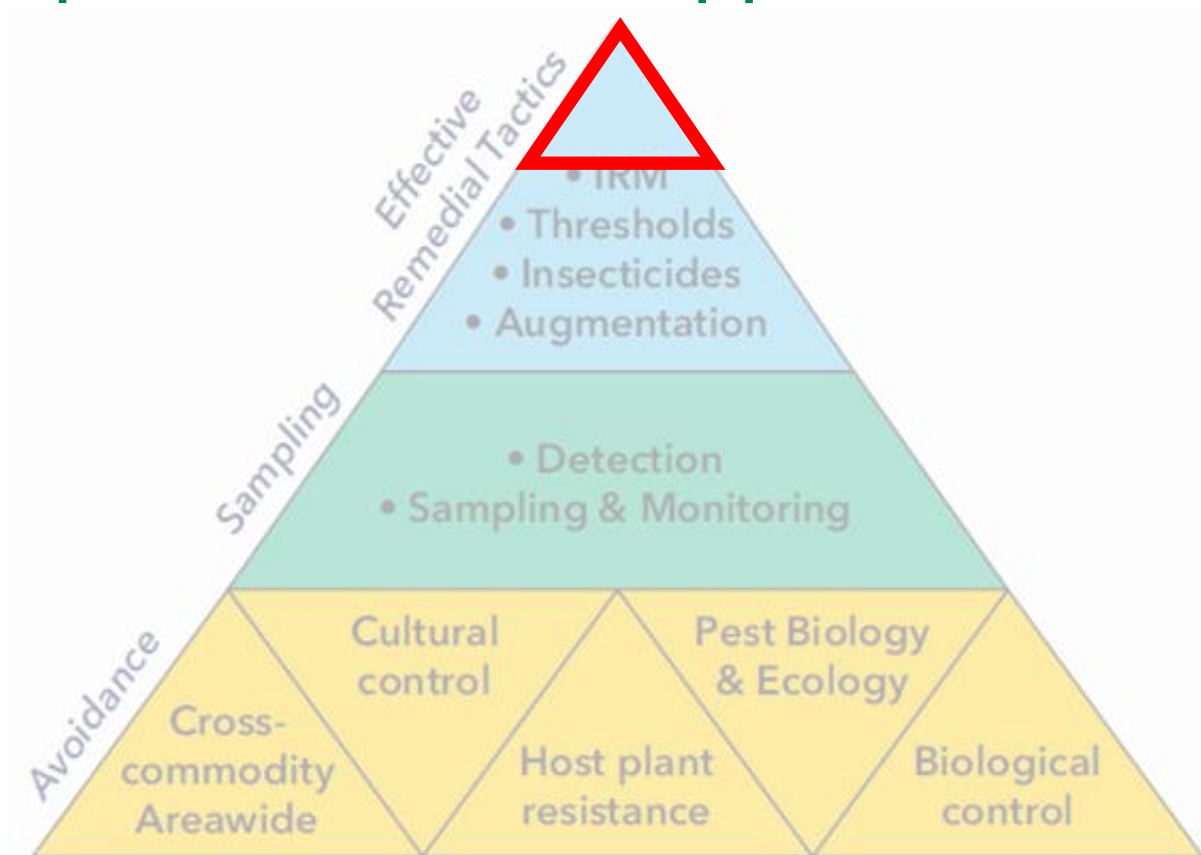 Effective
Remedial Tactics
• IRM
• Thresholds
• Insecticides
• Augmentation
Sampling
• Detection
• Sampling & Monitoring
Avoidance
Cultural
control
Pest Biology
& Ecology
Cross-
commodity
Areawide
Host plant
resistance
Biological
control